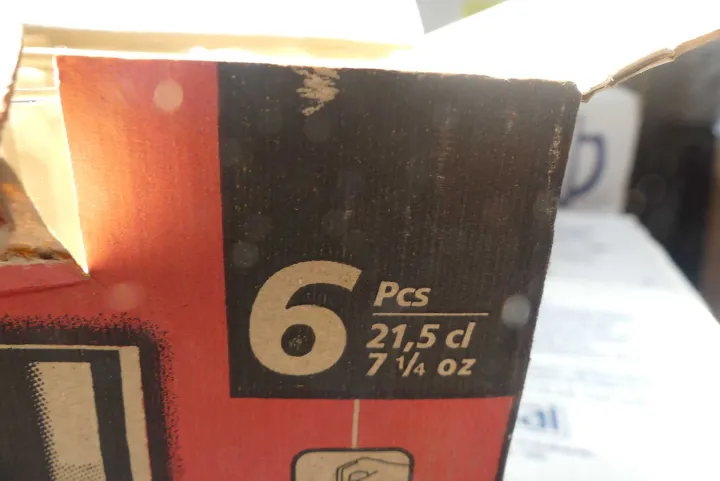 6
Pcs
21,5 cl
7 1/4 oz